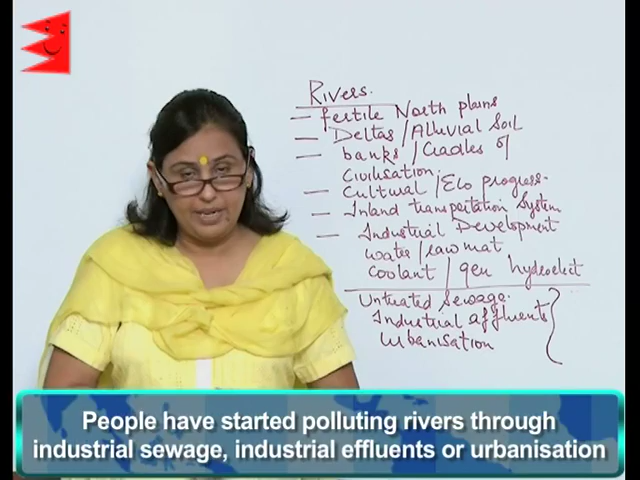 Rivers.
— fertile North plains
— Deltas / Alluvial Soil
— banks / Cradles of
Civilisation.
— Cultural / Eco progress.
— Inland transportation System
— Industrial Development
water / raw mat
coolant / gen hydroelect
Untreated Sewage.
Industrial affluents
Urbanisation
People have started polluting rivers through
industrial sewage, industrial effluents or urbanisation